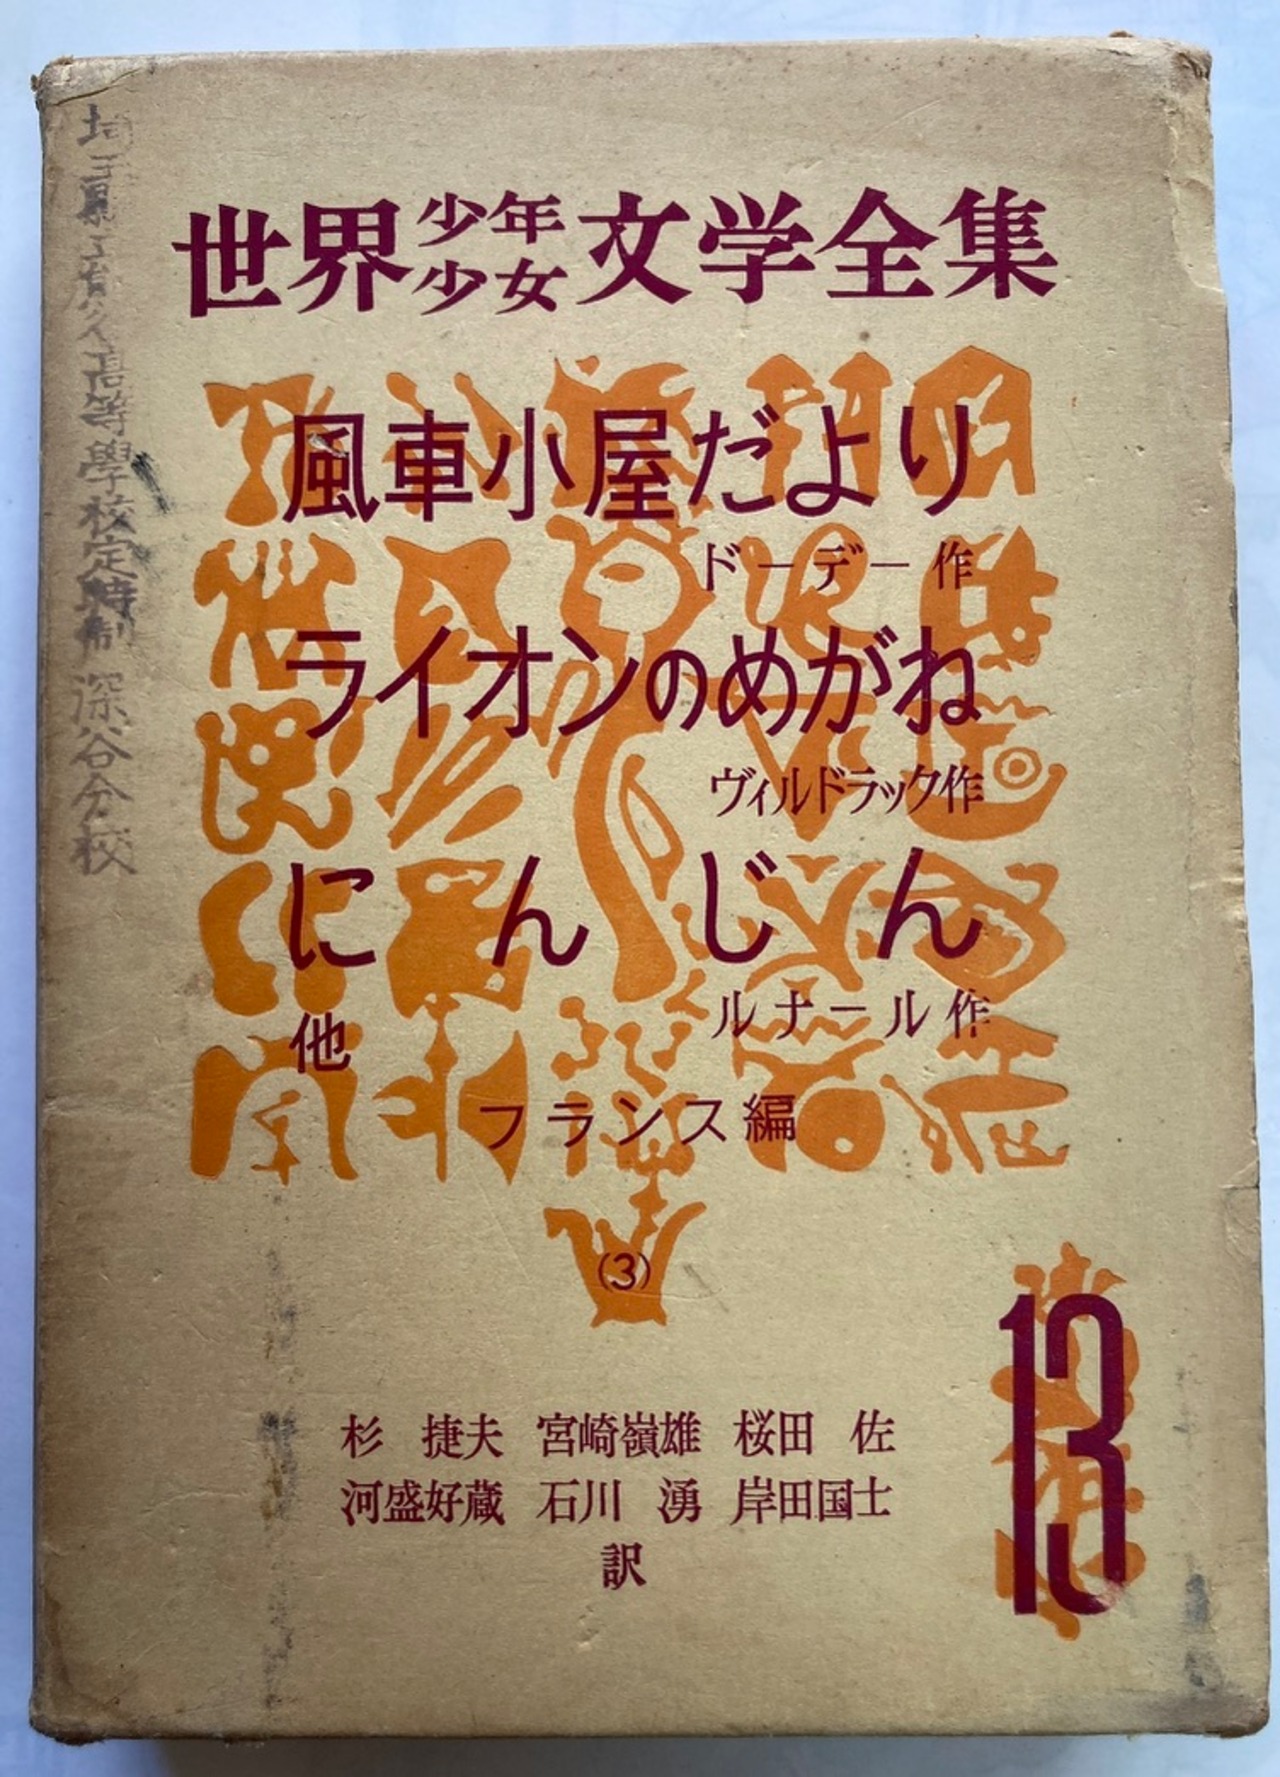 世界少年少女文学全集
風車小屋だより
ドーデー作
ライオンのめがね
ヴィルドラック作
にんじん
ルナール作
他
フランス編
(3)
13
杉 捷夫 宮崎嶺雄 桜田 佐
河盛好蔵 石川 湧 岸田国士
訳
埼玉県 高等學校定時制 深谷分校